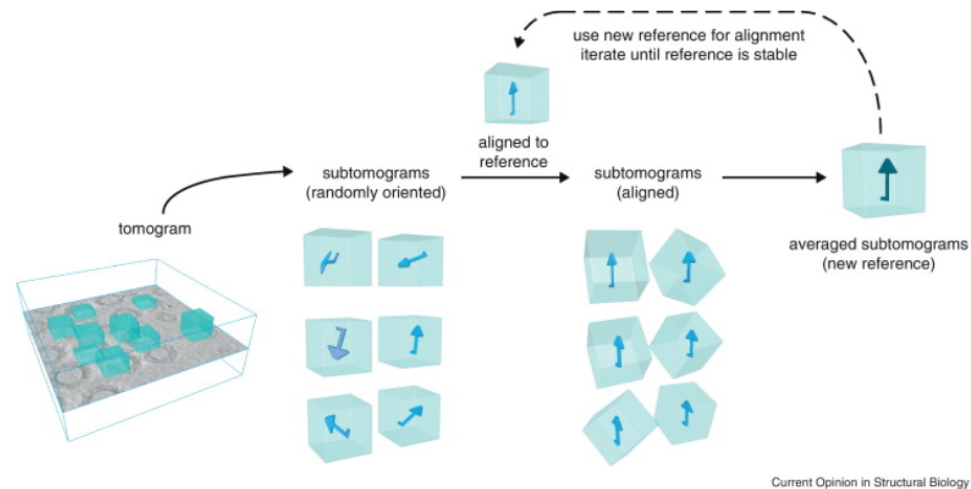 use new reference for alignment
iterate until reference is stable
aligned to
reference
subtomograms
(randomly oriented)
subtomograms
(aligned)
tomogram
averaged subtomograms
(new reference)
Current Opinion in Structural Biology